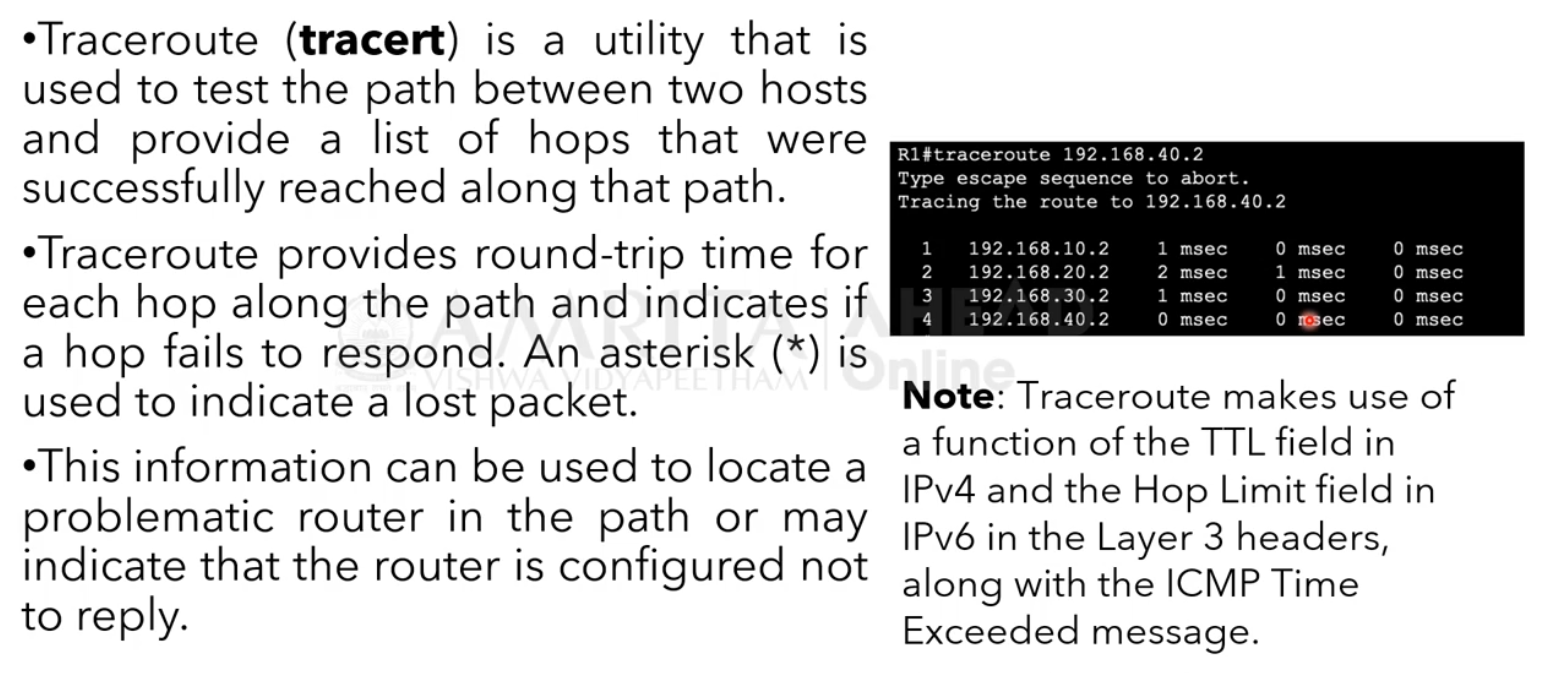 •Traceroute (tracert) is a utility that is
used to test the path between two hosts
and provide a list of hops that were
successfully reached along that path.
•Traceroute provides round-trip time for
each hop along the path and indicates if
a hop fails to respond. An asterisk (*) is
used to indicate a lost packet.
•This information can be used to locate a
problematic router in the path or may
indicate that the router is configured not
to reply.
R1#traceroute 192.168.40.2
Type escape sequence to abort.
Tracing the route to 192.168.40.2
1 192.168.10.2 1 msec 0 msec 0 msec
2 192.168.20.2 2 msec 1 msec 0 msec
3 192.168.30.2 1 msec 0 msec 0 msec
4 192.168.40.2 0 msec 0 msec 0 msec
Note: Traceroute makes use of
a function of the TTL field in
IPv4 and the Hop Limit field in
IPv6 in the Layer 3 headers,
along with the ICMP Time
Exceeded message.
AMRITA AHEAD
VISHWA VIDYAPEETHAM Online